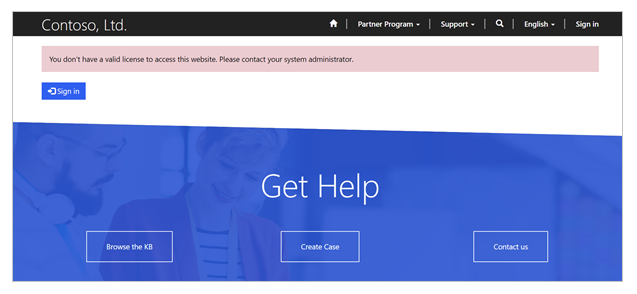 Contoso, Ltd.
Partner Program
Support
English
Sign in
You don't have a valid license to access this website. Please contact your system administrator.
Sign in
Get Help
Browse the KB
Create Case
Contact us